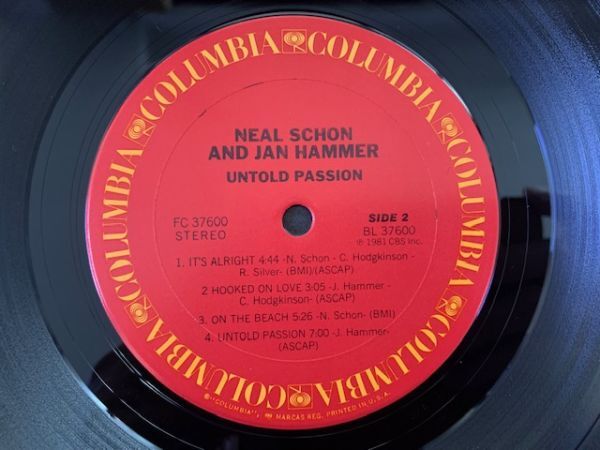 COLUMBIA COLUMBIA COLUMBIA COLUMBIA COLUMBIA COLUMBIA
NEAL SCHON
AND JAN HAMMER
UNTOLD PASSION
FC 37600
STEREO
SIDE 2
BL 37600
℗ 1981 CBS Inc.
1. IT'S ALRIGHT 4:44 -N. Schon - C. Hodgkinson -
R. Silver- (BMI)/(ASCAP)
2 HOOKED ON LOVE 3:05 -J. Hammer -
C. Hodgkinson- (ASCAP)
3. ON THE BEACH 5:26 -N. Schon- (BMI)
4. UNTOLD PASSION 7:00 -J. Hammer-
(ASCAP)
®"COLUMBIA", MARCAS REG. PRINTED IN U.S.A.